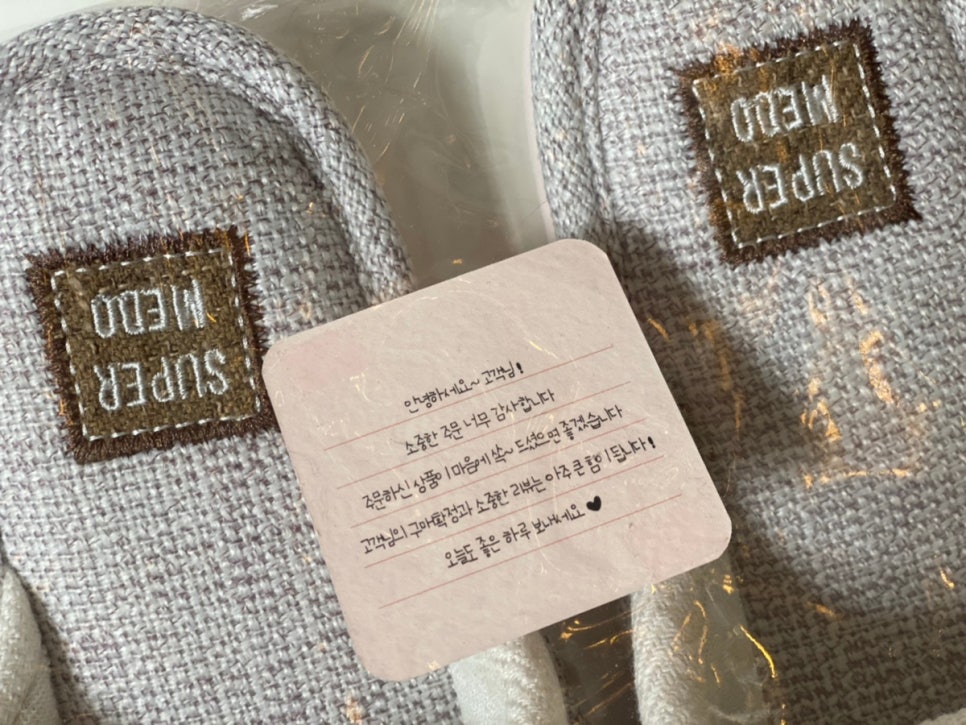 SUPER
MEDO
SUPER
MEDO
안녕하세요~ 고객님!
소중한 주문 너무 감사합니다
주문하신 상품이 마음에 쏙~ 드셨으면 좋겠습니다
고객님의 구매확정과 소중한 리뷰는 아주 큰 힘이 됩니다!
오늘도 좋은 하루 보내세요 ♥